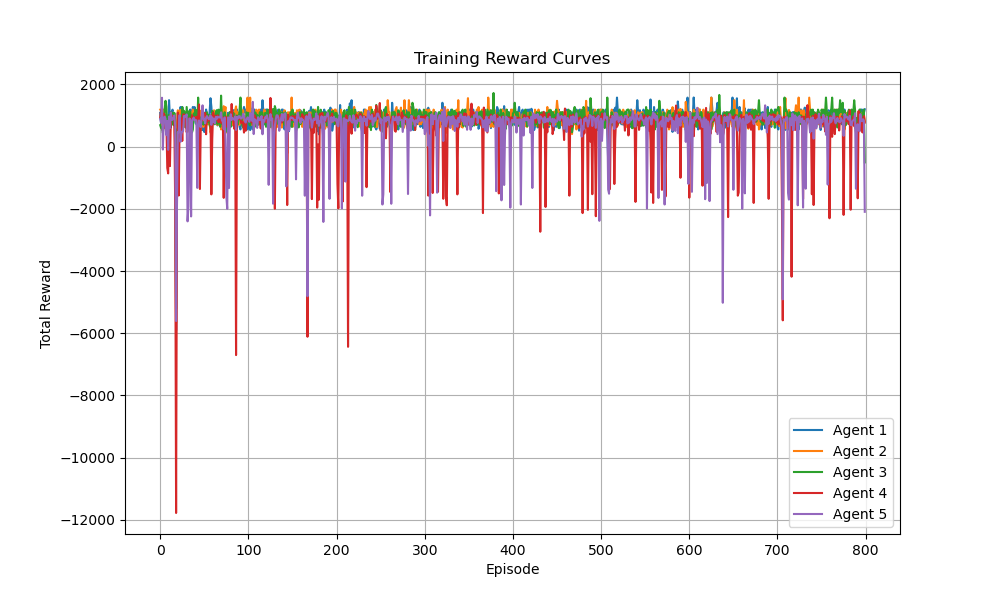 Training Reward Curves
2000
0
−2000
−4000
−6000
−8000
−10000
−12000
Total Reward
0 100 200 300 400 500 600 700 800
Episode
Agent 1
Agent 2
Agent 3
Agent 4
Agent 5